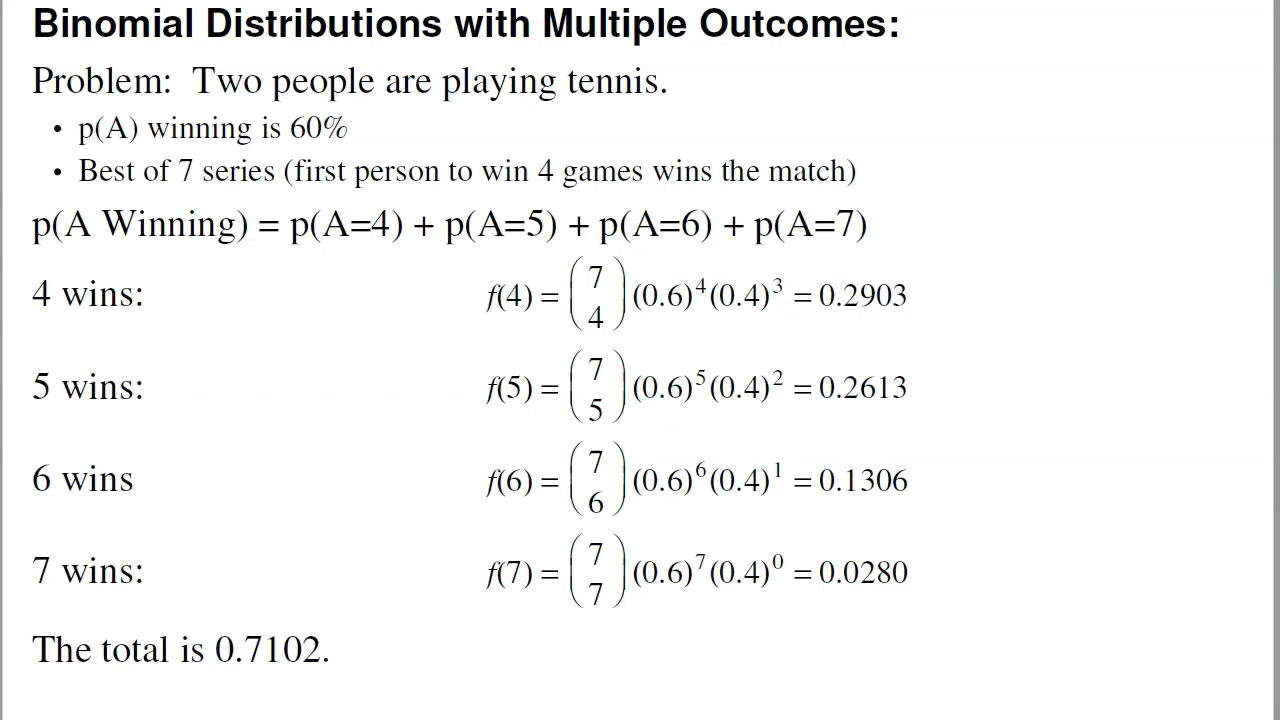 Binomial Distributions with Multiple Outcomes:
Problem: Two people are playing tennis.
• p(A) winning is 60%
• Best of 7 series (first person to win 4 games wins the match)
p(A Winning) = p(A=4) + p(A=5) + p(A=6) + p(A=7)
4 wins: f(4) = (7 4) (0.6)⁴(0.4)³ = 0.2903
5 wins: f(5) = (7 5) (0.6)⁵(0.4)² = 0.2613
6 wins f(6) = (7 6) (0.6)⁶(0.4)¹ = 0.1306
7 wins: f(7) = (7 7) (0.6)⁷(0.4)⁰ = 0.0280
The total is 0.7102.